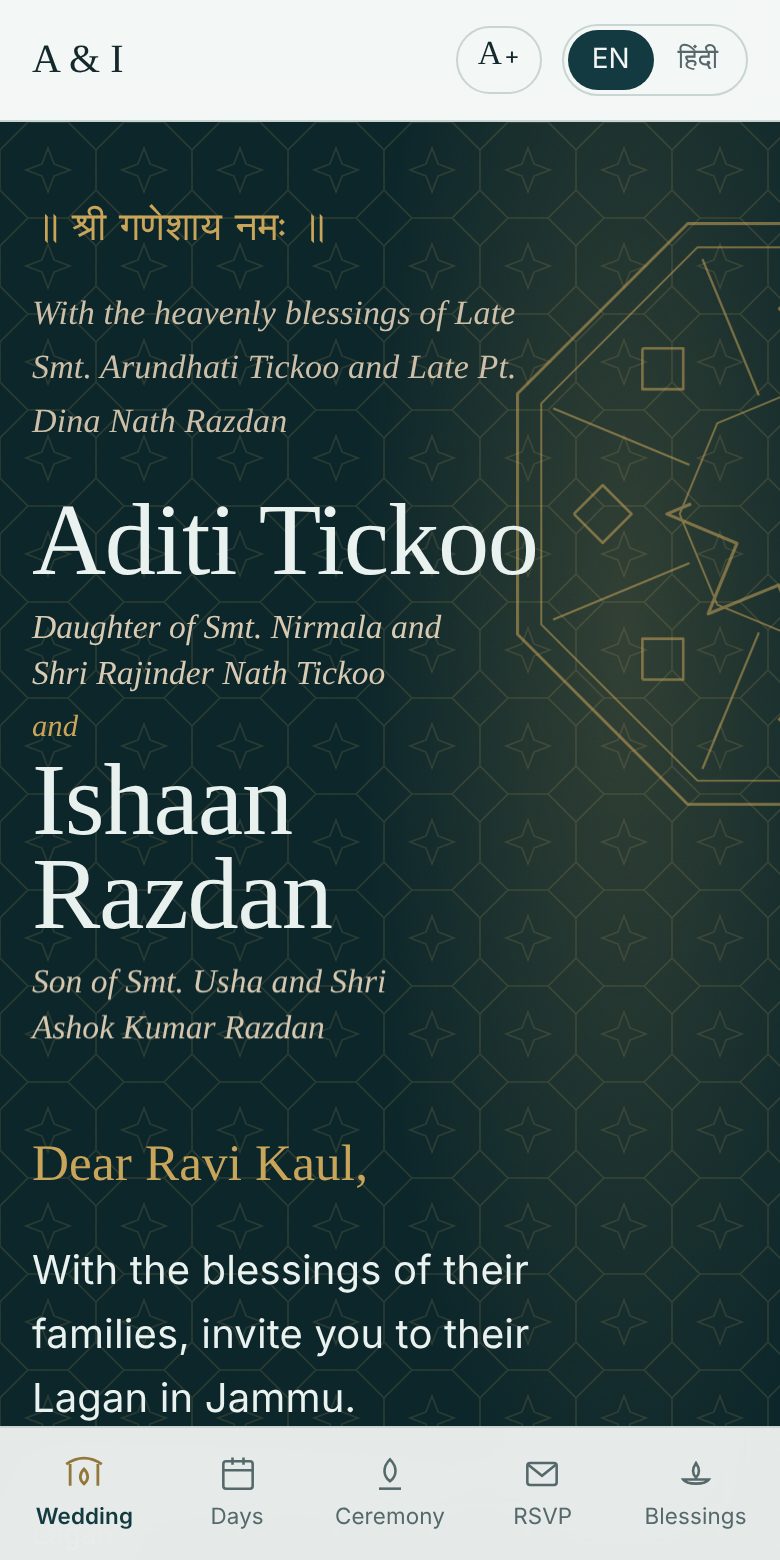 A & I
A+
EN
हिंदी
॥ श्री गणेशाय नमः ॥
With the heavenly blessings of Late
Smt. Arundhati Tickoo and Late Pt.
Dina Nath Razdan
Aditi Tickoo
Daughter of Smt. Nirmala and
Shri Rajinder Nath Tickoo
and
Ishaan
Razdan
Son of Smt. Usha and Shri
Ashok Kumar Razdan
Dear Ravi Kaul,
With the blessings of their
families, invite you to their
Lagan in Jammu.
Wedding
Days
Ceremony
RSVP
Blessings